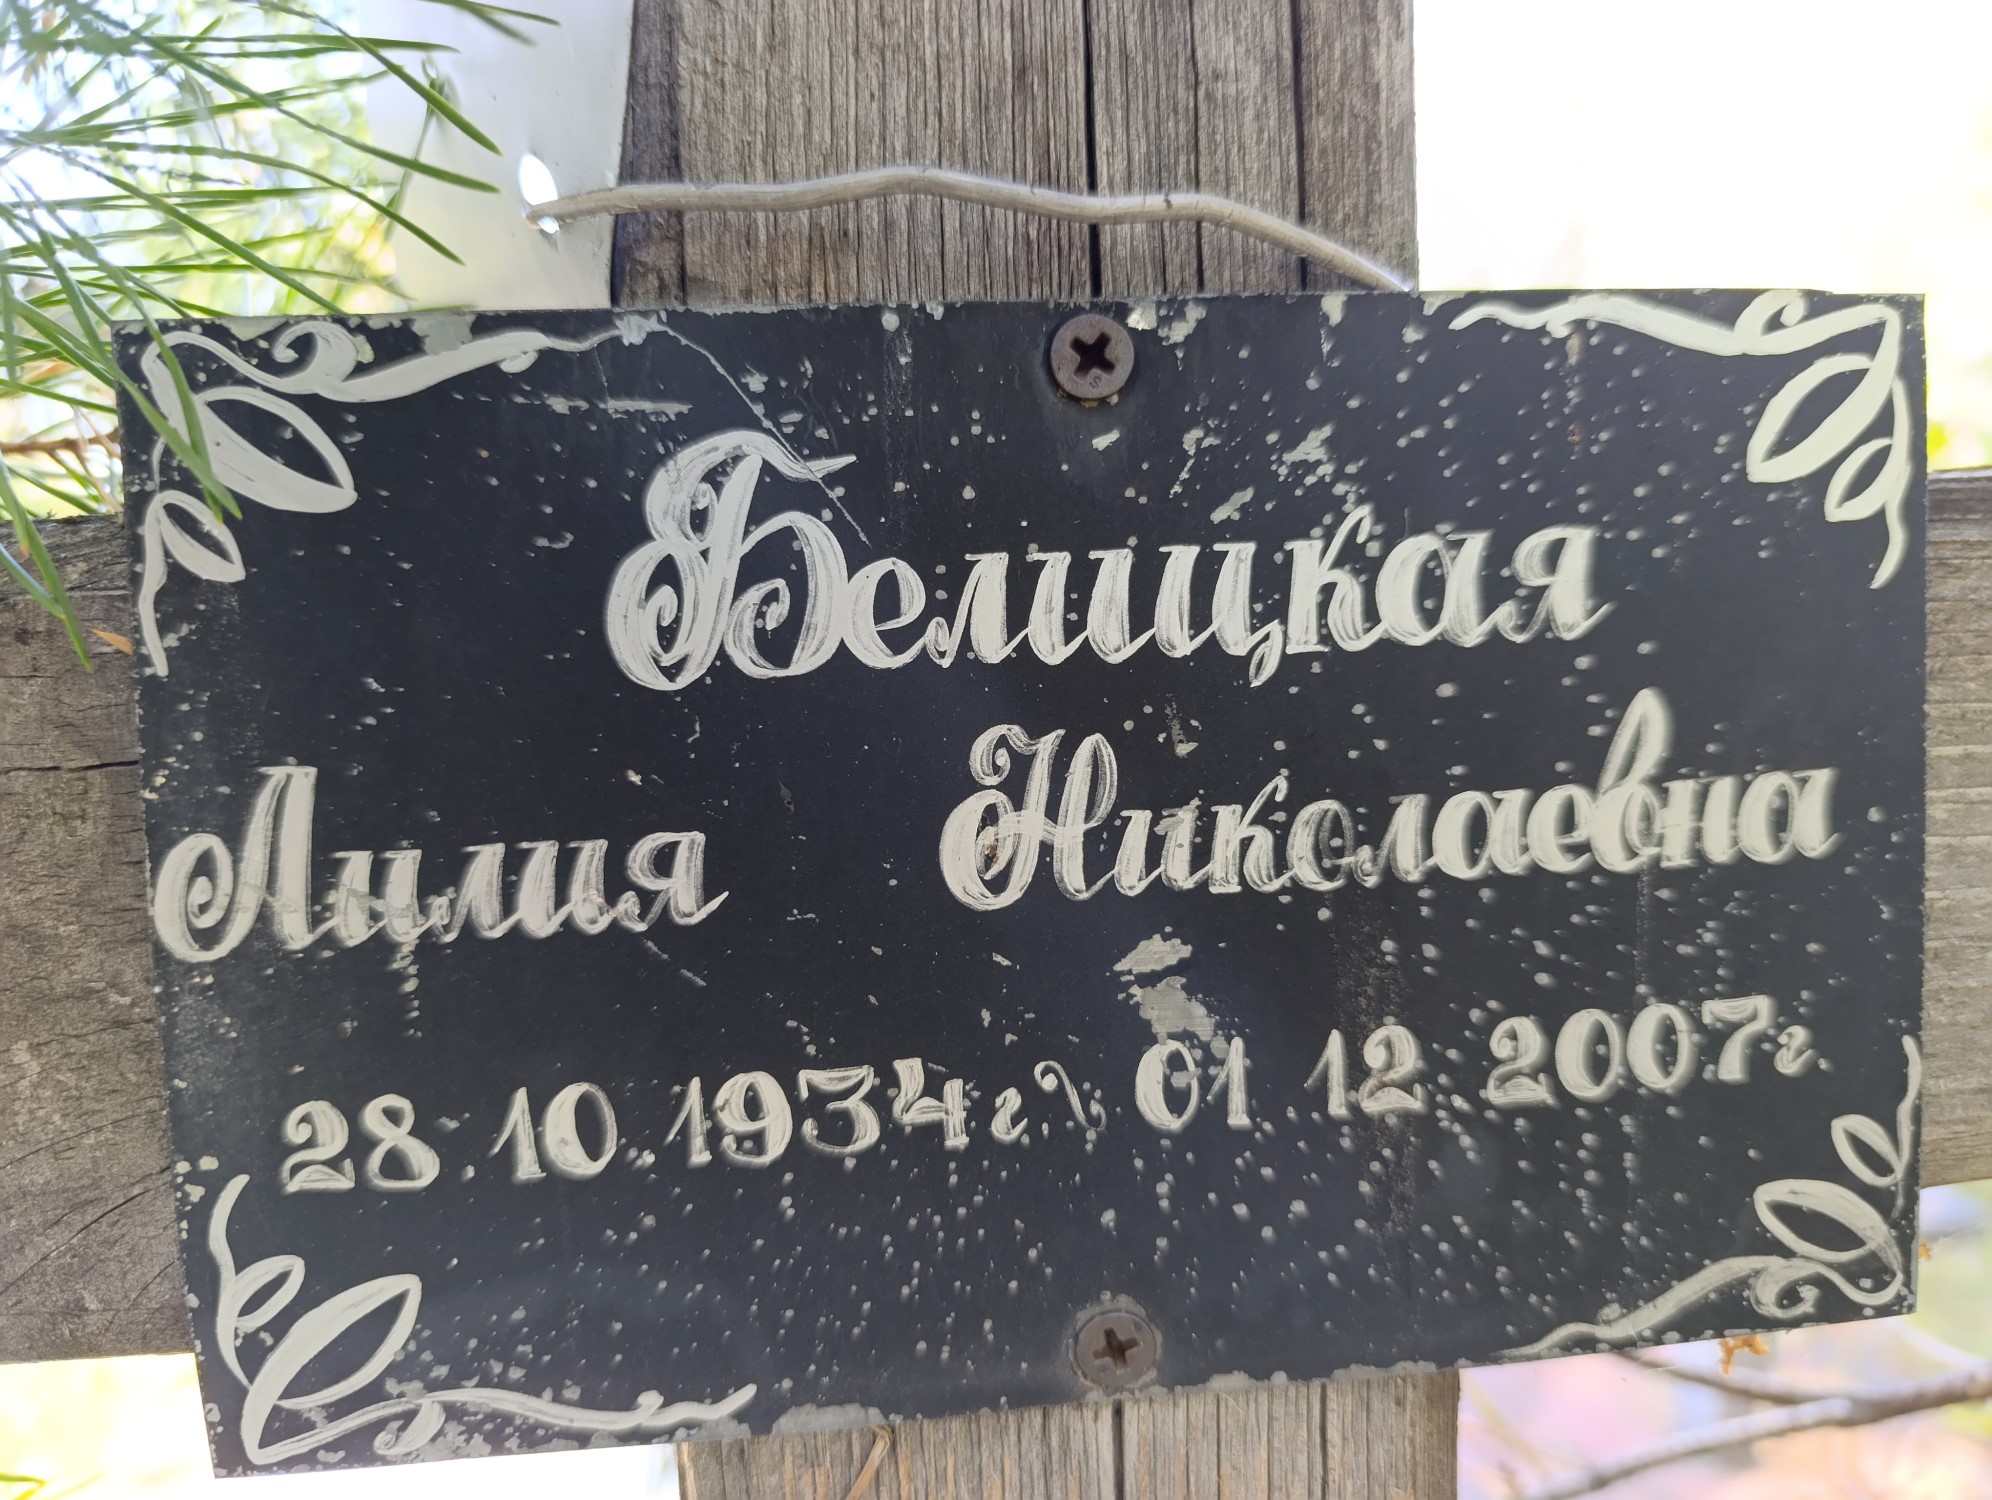 Белицкая
Лилия Николаевна
28.10.1934г 01 12 2007г.